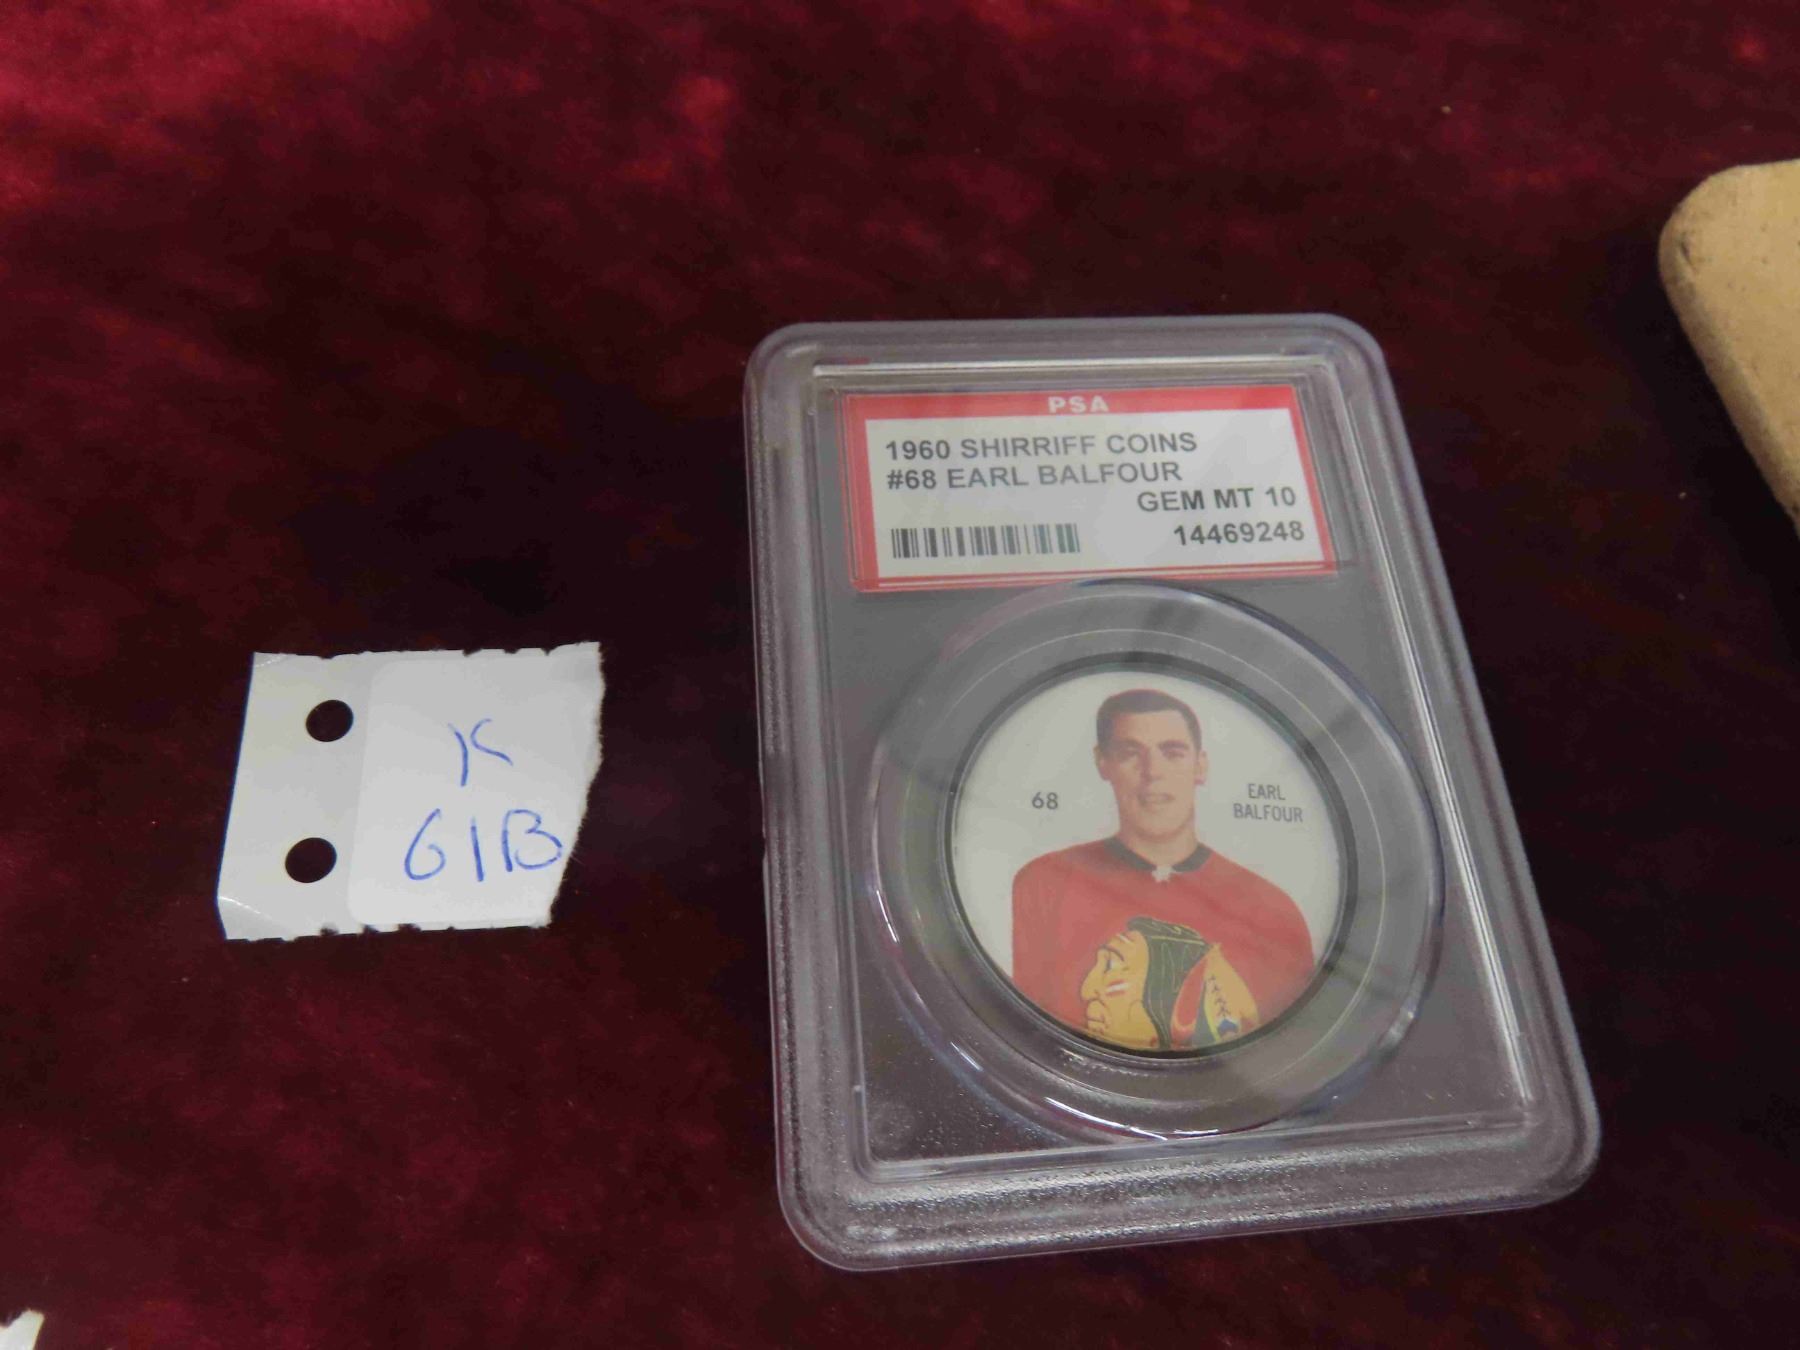 K
61B
PSA
1960 SHIRRIFF COINS
#68 EARL BALFOUR
GEM MT 10
14469248
68
EARL
BALFOUR